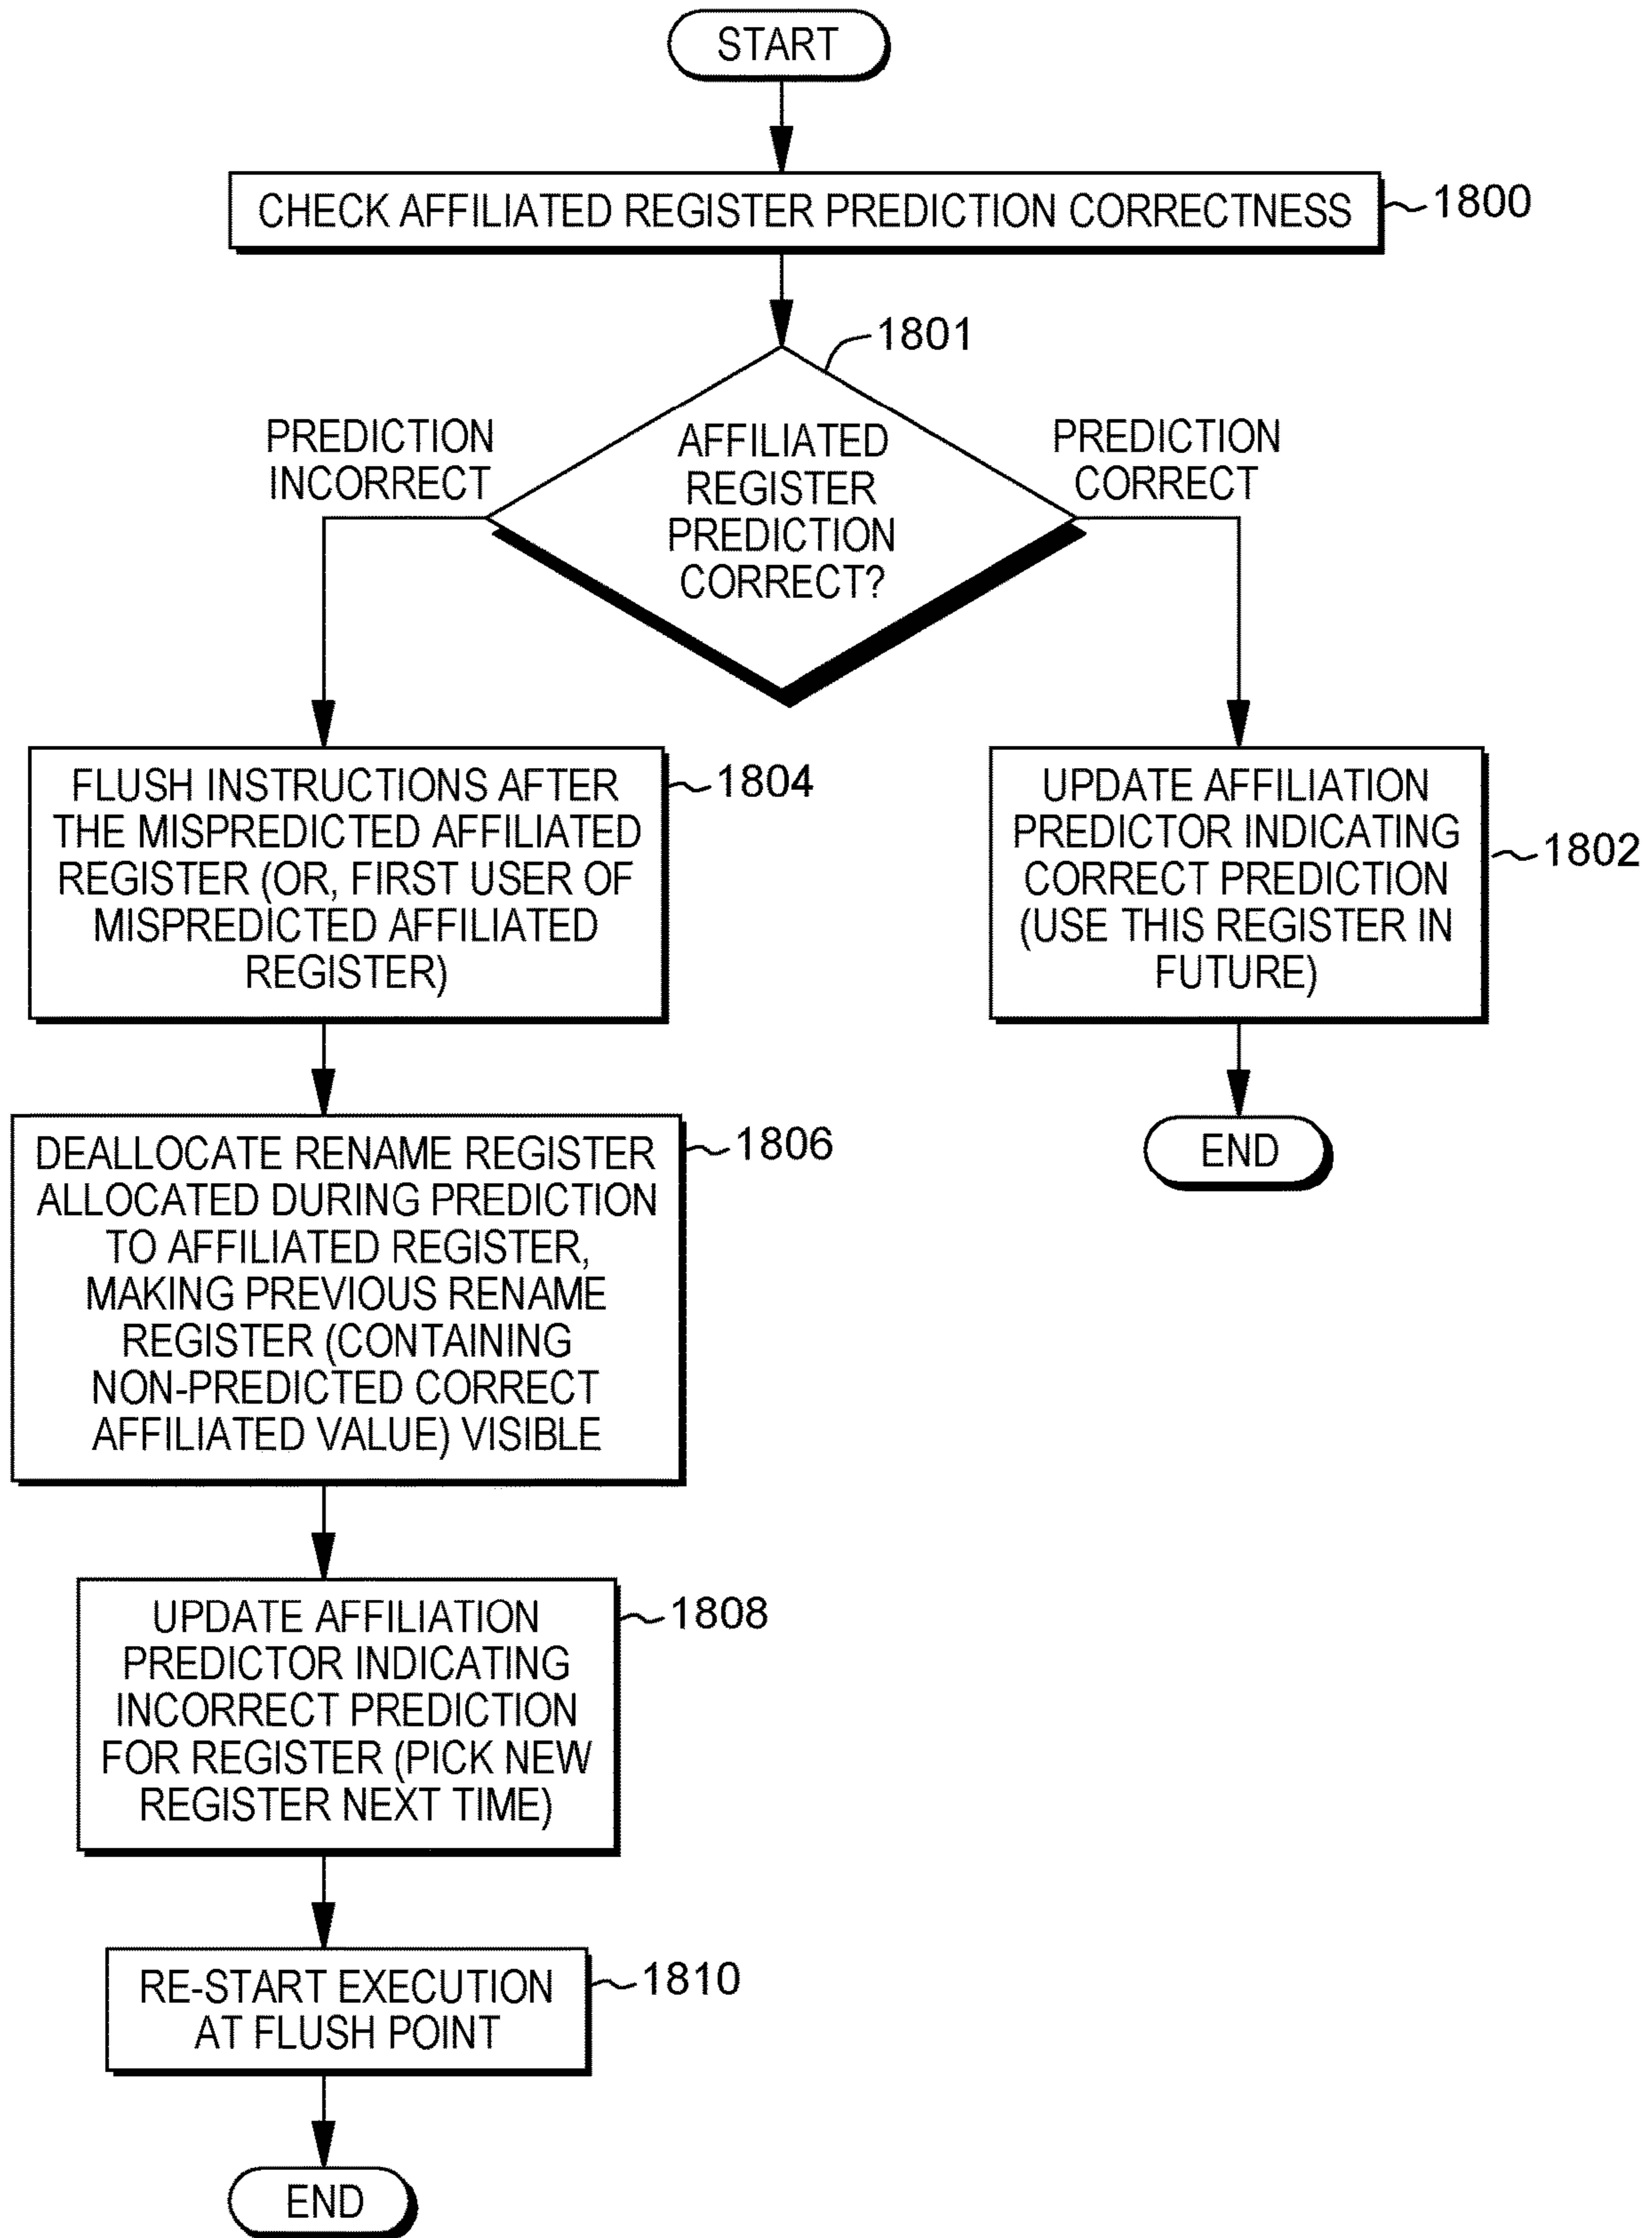 START
CHECK AFFILIATED REGISTER PREDICTION CORRECTNESS
1800
1801
AFFILIATED
REGISTER
PREDICTION
CORRECT?
PREDICTION
INCORRECT
PREDICTION
CORRECT
FLUSH INSTRUCTIONS AFTER
THE MISPREDICTED AFFILIATED
REGISTER (OR, FIRST USER OF
MISPREDICTED AFFILIATED
REGISTER)
1804
UPDATE AFFILIATION
PREDICTOR INDICATING
CORRECT PREDICTION
(USE THIS REGISTER IN
FUTURE)
1802
END
DEALLOCATE RENAME REGISTER
ALLOCATED DURING PREDICTION
TO AFFILIATED REGISTER,
MAKING PREVIOUS RENAME
REGISTER (CONTAINING
NON-PREDICTED CORRECT
AFFILIATED VALUE) VISIBLE
1806
UPDATE AFFILIATION
PREDICTOR INDICATING
INCORRECT PREDICTION
FOR REGISTER (PICK NEW
REGISTER NEXT TIME)
1808
RE-START EXECUTION
AT FLUSH POINT
1810
END